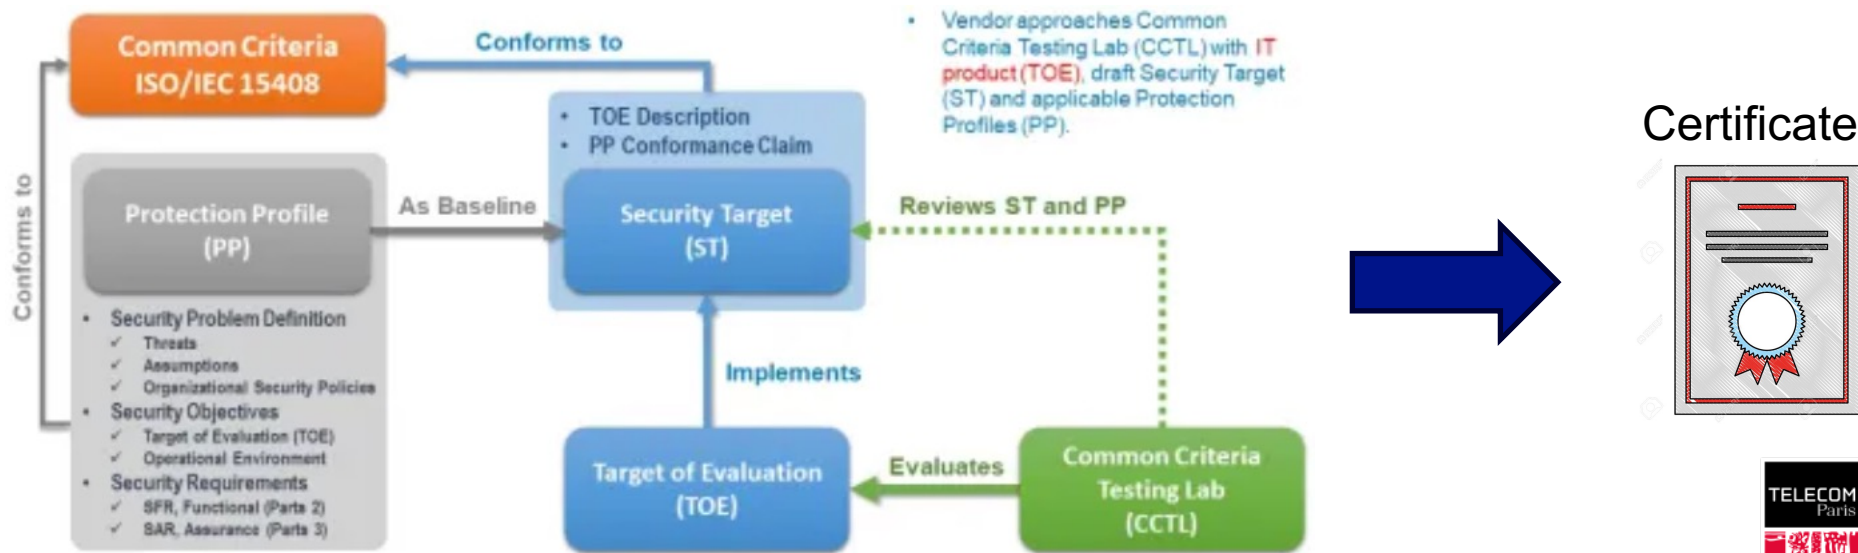 Common Criteria
ISO/IEC 15408
Conforms to
• TOE Description
• PP Conformance Claim
• Vendor approaches Common
Criteria Testing Lab (CCTL) with IT
product (TOE), draft Security Target
(ST) and applicable Protection
Profiles (PP).
Certificate
Conforms to
Protection Profile
(PP)
As Baseline
Security Target
(ST)
Reviews ST and PP
• Security Problem Definition
✓ Threats
✓ Assumptions
✓ Organizational Security Policies
• Security Objectives
✓ Target of Evaluation (TOE)
✓ Operational Environment
• Security Requirements
✓ SFR, Functional (Parts 2)
✓ SAR, Assurance (Parts 3)
Implements
Target of Evaluation
(TOE)
Evaluates
Common Criteria
Testing Lab
(CCTL)
TELECOM
Paris